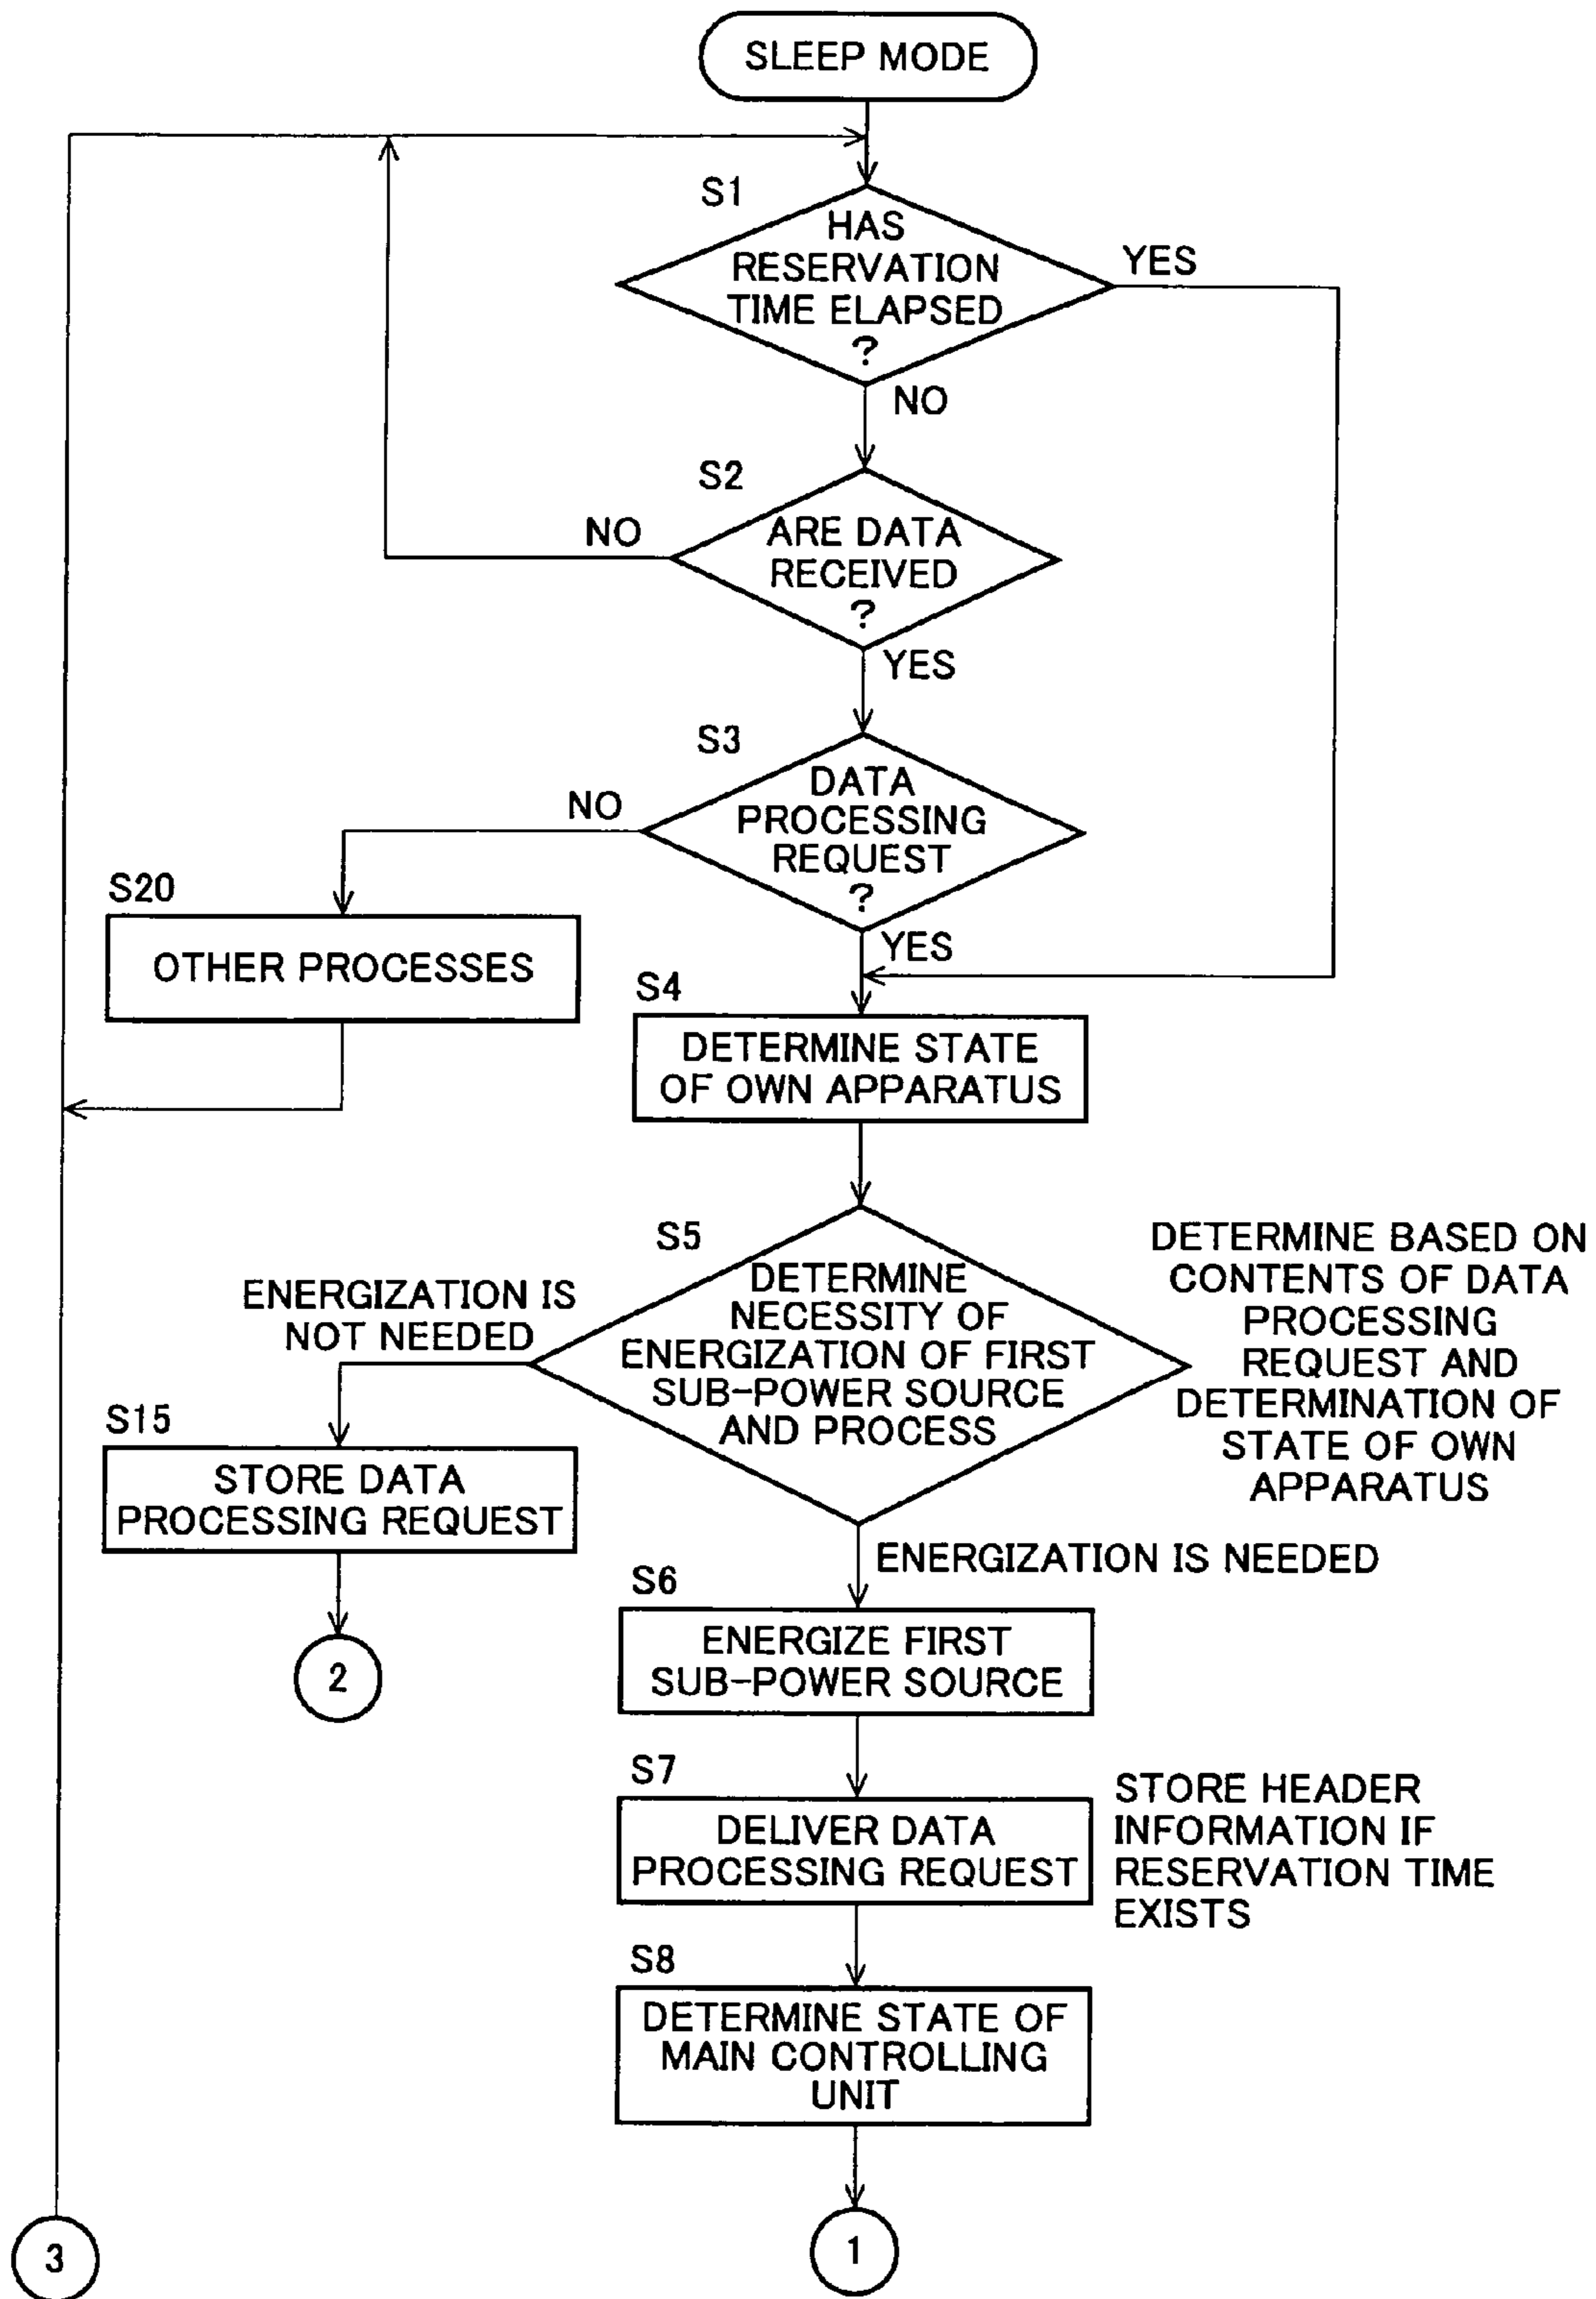 SLEEP MODE
S1
HAS
RESERVATION
TIME ELAPSED
?
YES
NO
S2
ARE DATA
RECEIVED
?
NO
YES
S3
DATA
PROCESSING
REQUEST
?
NO
YES
S20
OTHER PROCESSES
S4
DETERMINE STATE
OF OWN APPARATUS
S5
DETERMINE
NECESSITY OF
ENERGIZATION OF FIRST
SUB-POWER SOURCE
AND PROCESS
DETERMINE BASED ON
CONTENTS OF DATA
PROCESSING
REQUEST AND
DETERMINATION OF
STATE OF OWN
APPARATUS
ENERGIZATION IS
NOT NEEDED
S15
STORE DATA
PROCESSING REQUEST
2
ENERGIZATION IS NEEDED
S6
ENERGIZE FIRST
SUB-POWER SOURCE
S7
DELIVER DATA
PROCESSING REQUEST
STORE HEADER
INFORMATION IF
RESERVATION TIME
EXISTS
S8
DETERMINE STATE OF
MAIN CONTROLLING
UNIT
3
1